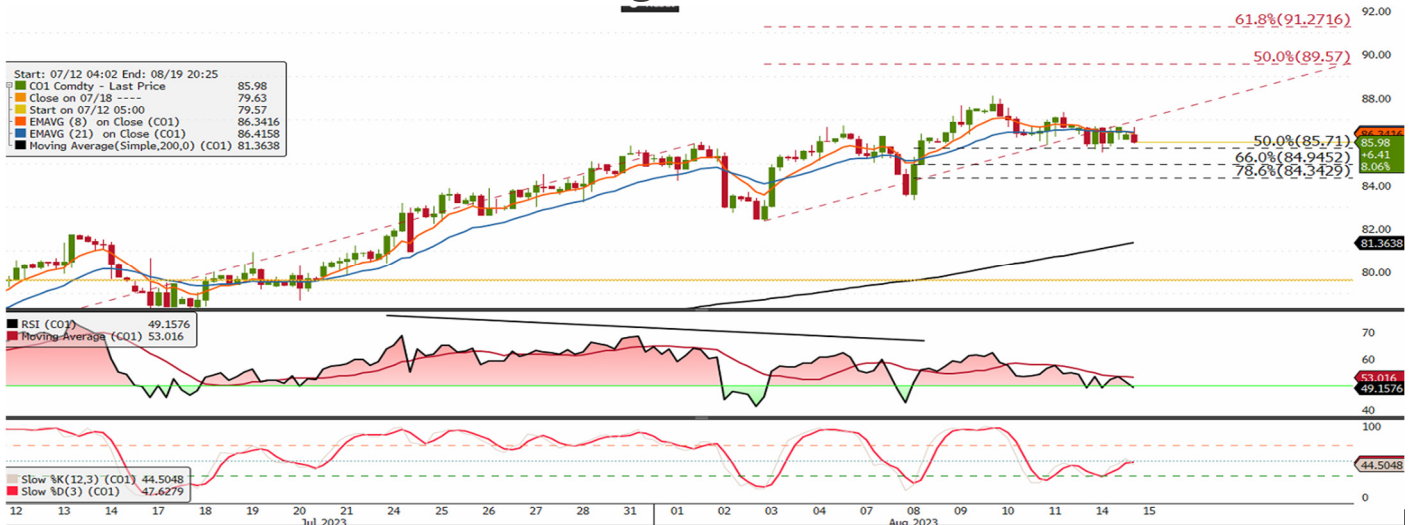 92.00
61.8%(91.2716)
90.00
50.0%(89.57)
Start: 07/12 04:02 End: 08/19 20:25
CO1 Comdty - Last Price 85.98
Close on 07/18 ---- 79.63
Start on 07/12 05:00 79.57
EMAVG (8) on Close (CO1) 86.3416
EMAVG (21) on Close (CO1) 86.4158
Moving Average(Simple,200,0) (CO1) 81.3638
88.00
86.3416
50.0%(85.71)
85.98
+6.41
8.06%
66.0%(84.9452)
78.6%(84.3429)
84.00
82.00
81.3638
80.00
RSI (CO1) 49.1576
Moving Average (CO1) 53.016
70
60
53.016
49.1576
40
100
Slow %K(12,3) (CO1) 44.5048
Slow %D(3) (CO1) 47.6279
44.5048
0
12 13 14 17 18 19 20 21 24 25 26 27 28 31 01 02 03 04 07 08 09 10 11 14 15
Jul 2023 Aug 2023